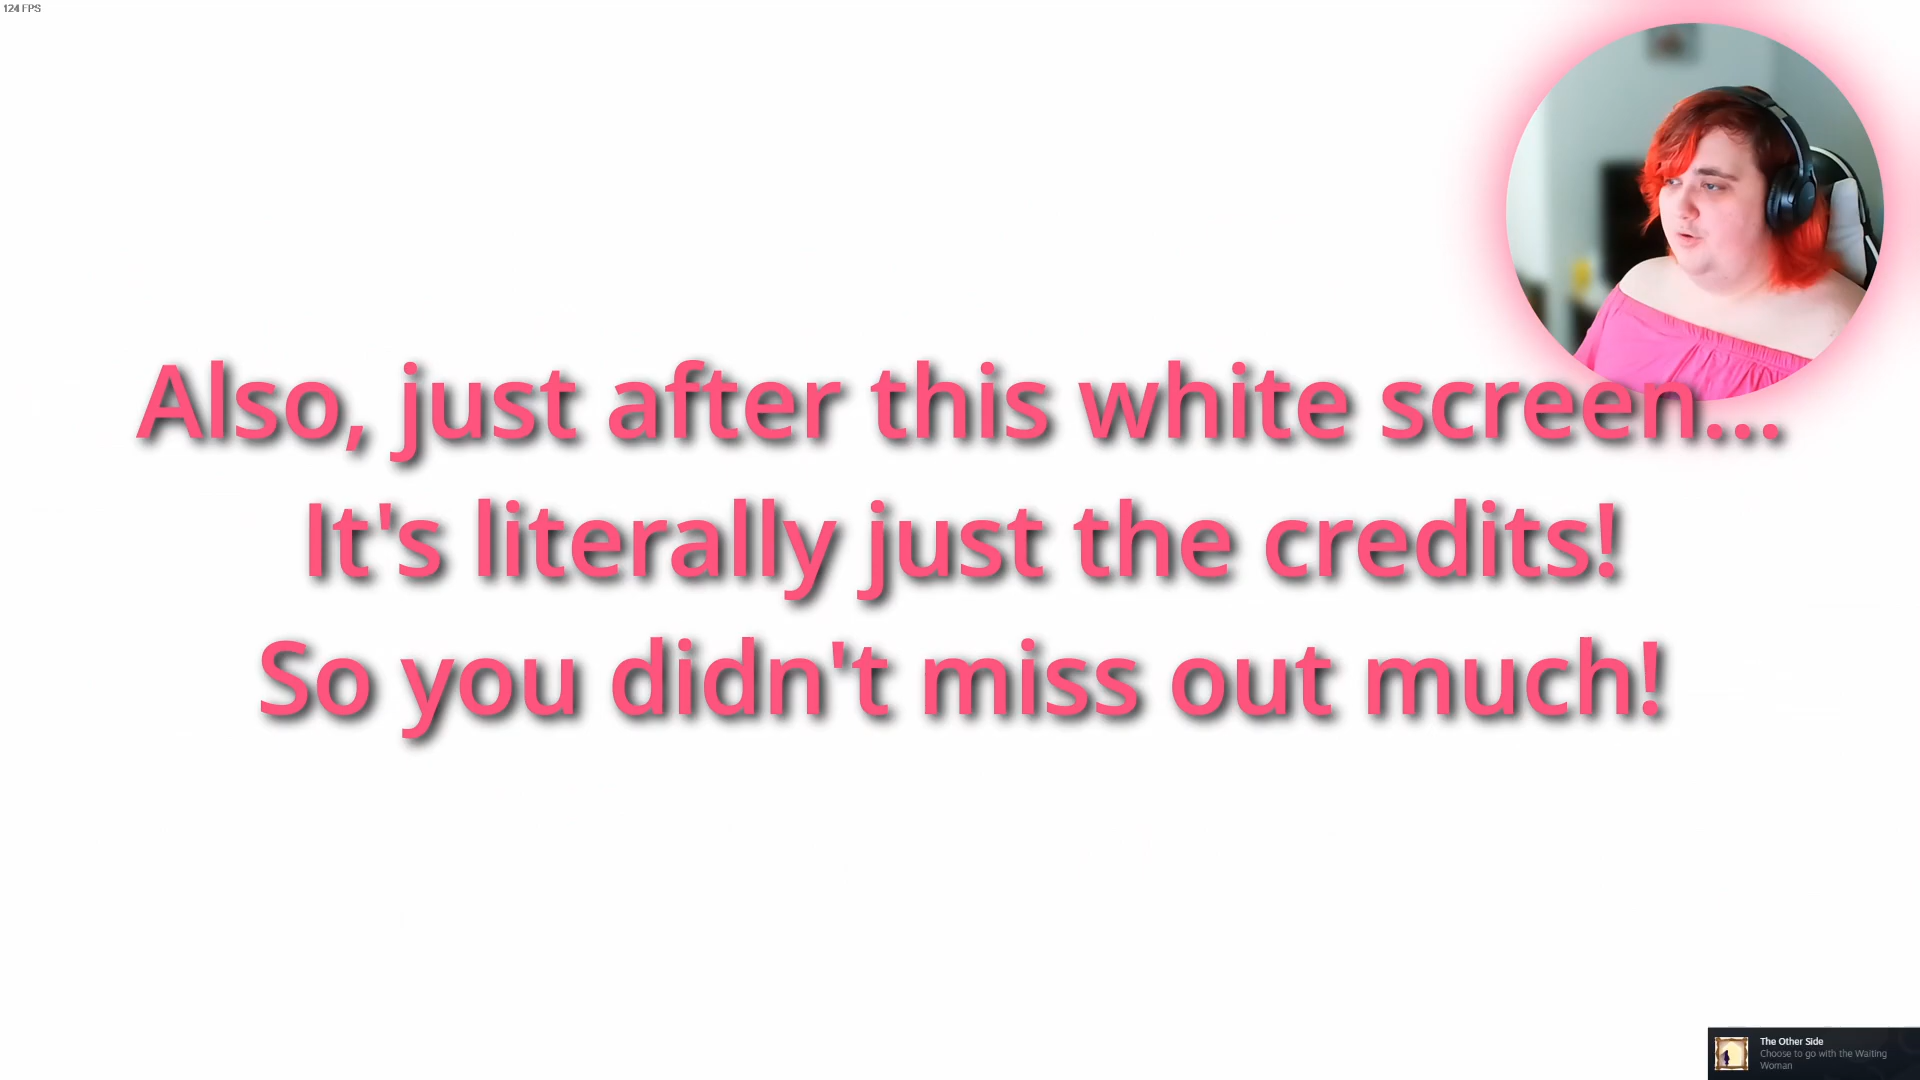 124 FPS
Also, just after this white screen...
It's literally just the credits!
So you didn't miss out much!
The Other Side
Choose to go with the Waiting
Woman